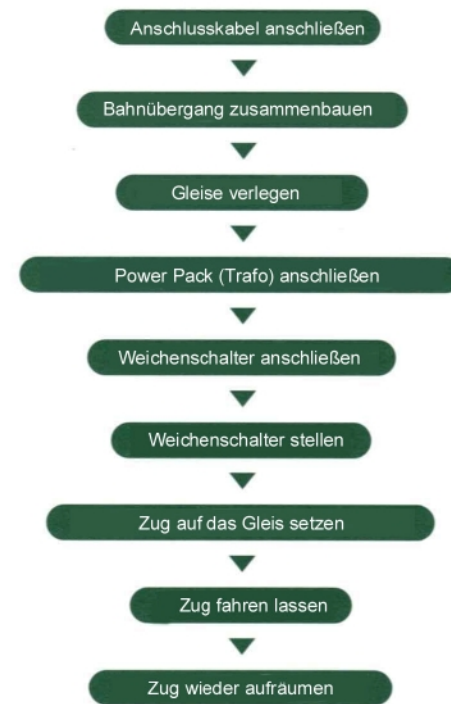 Anschlusskabel anschließen
Bahnübergang zusammenbauen
Gleise verlegen
Power Pack (Trafo) anschließen
Weichenschalter anschließen
Weichenschalter stellen
Zug auf das Gleis setzen
Zug fahren lassen
Zug wieder aufräumen